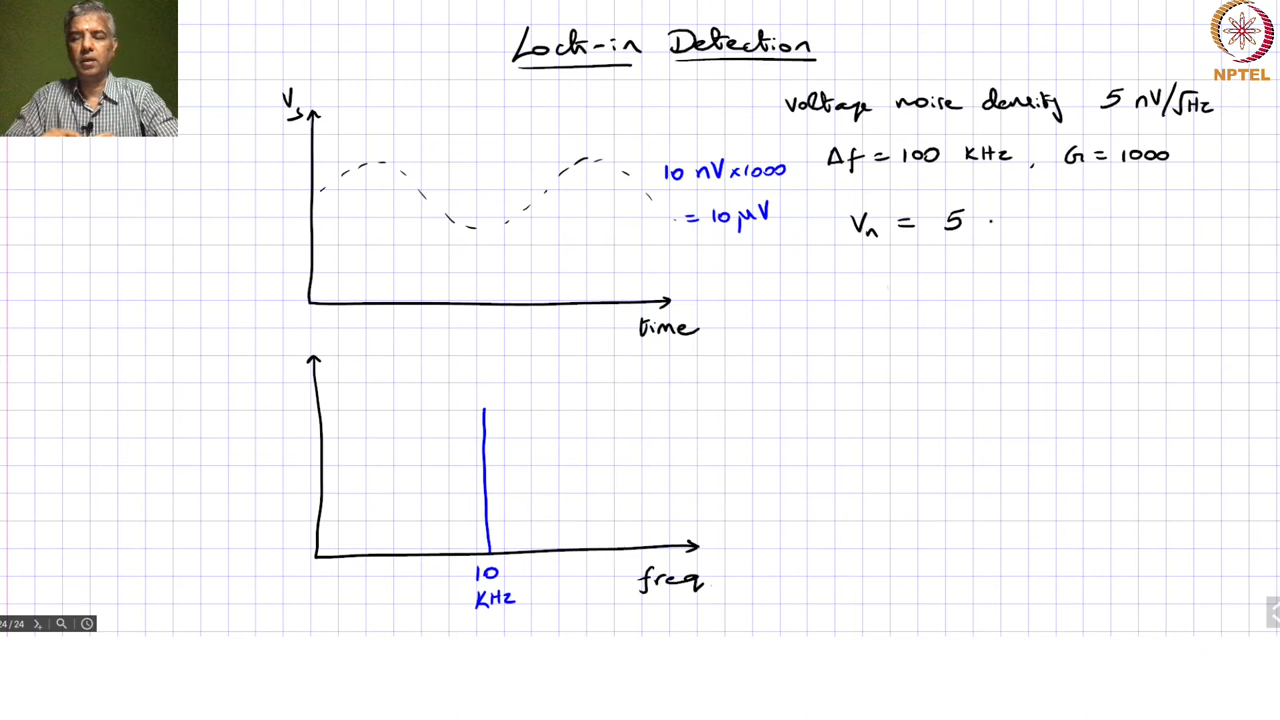 Lock-in Detection
NPTEL
Vs
voltage noise density 5 nV/√Hz
Δf = 100 KHz, G = 1000
10 nV×1000
= 10 μV
Vn = 5 ·
time
10
KHz
freq
24 / 24